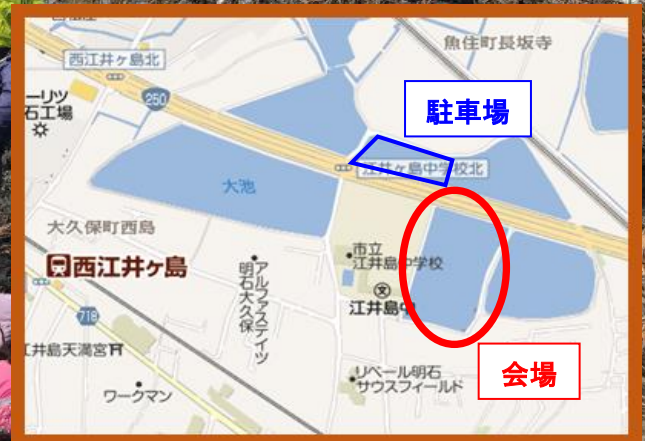 魚住町長坂寺
西江井ヶ島北
ーリツ
石工場
250
駐車場
江井ヶ島中学校北
大池
大久保町西島
西江井ヶ島
市立
江井島中学校
江井島中
アルファステイツ
明石大久保
718
江井島天満宮
リベール明石
サウスフィールド
会場
ワークマン